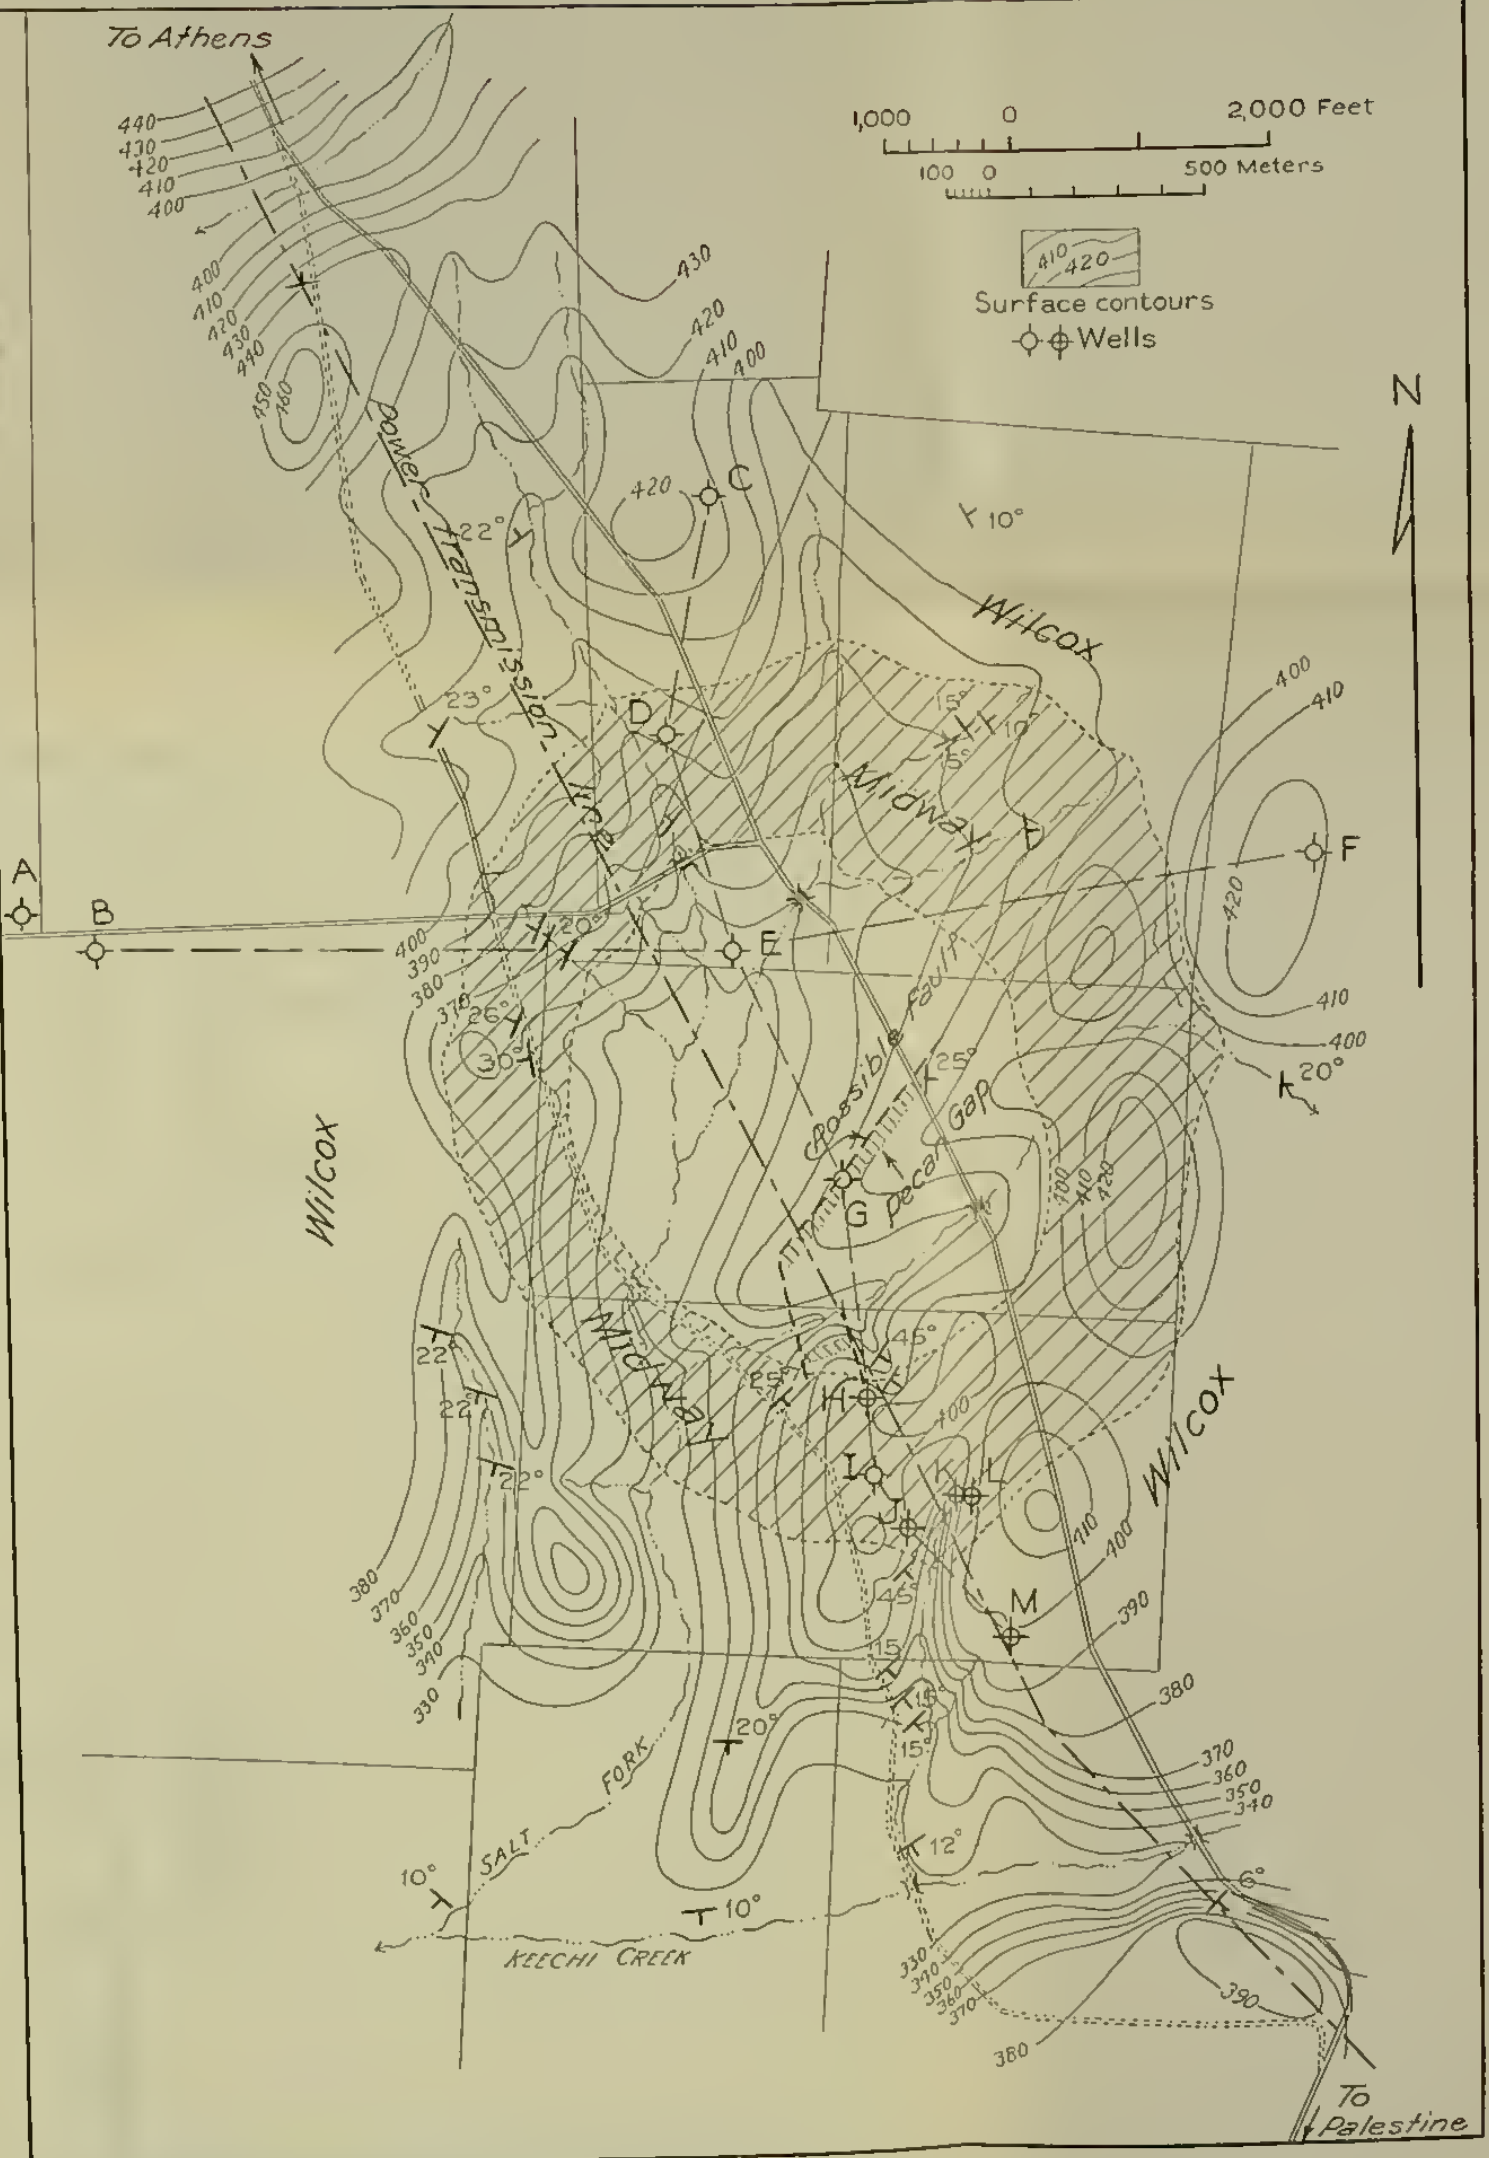 To Athens
1,000 0 2,000 Feet
100 0 500 Meters
410
420
Surface contours
Wells
N
440
430
420
410
400
400
410
420
430
440
450
460
430
420
410
400
Power transmission line
420
C
22°
10°
Wilcox
23°
D
15°
10°
15°
Midway
400
410
420
F
A
B
400
390
380
370
20°
E
26°
30°
Possible fault
25°
410
400
20°
Wilcox
Pecan Gap
G
400
410
420
Midway
45°
22°
25°
H
400
22°
22°
I
K
L
J
Wilcox
410
400
390
380
45°
M
380
370
360
350
340
330
15
15°
15°
20°
370
360
350
340
FORK
SALT
12°
10°
10°
6°
KEECHI CREEK
330
340
350
360
370
390
380
To
Palestine